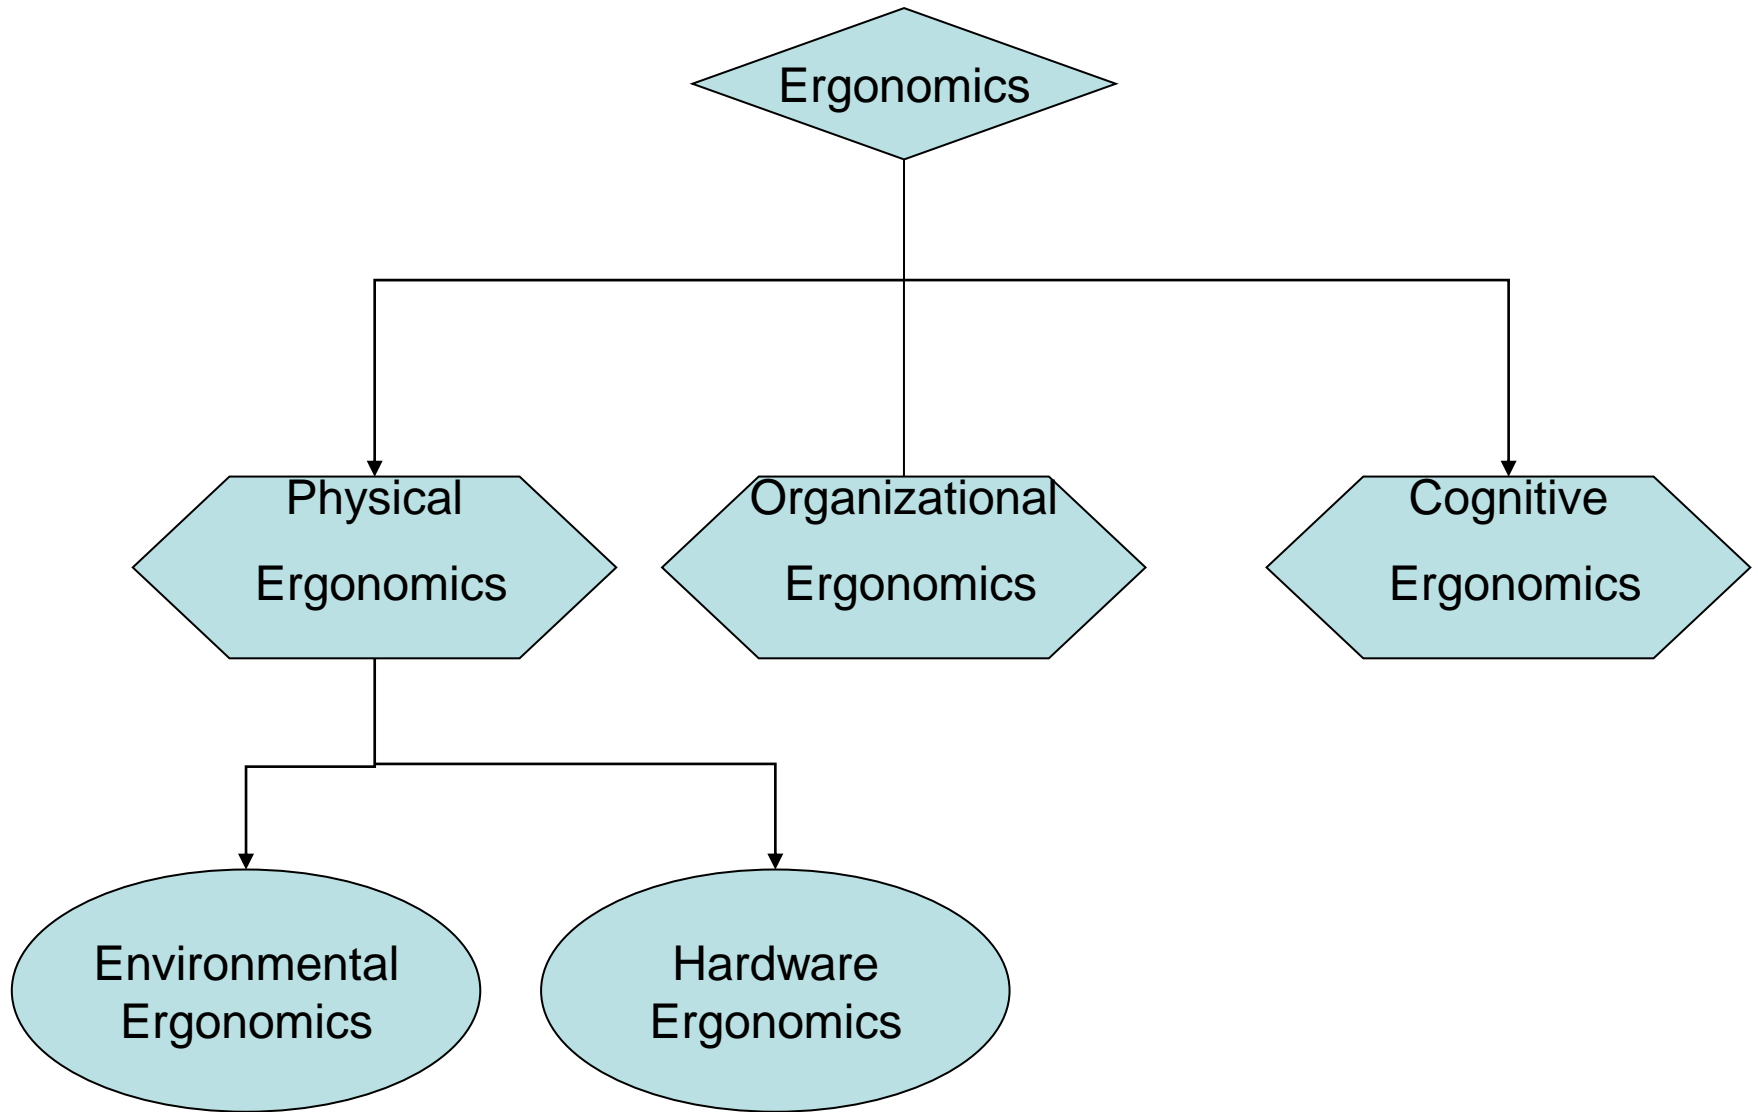 Ergonomics
Physical
Ergonomics
Organizational
Ergonomics
Cognitive
Ergonomics
Environmental
Ergonomics
Hardware
Ergonomics